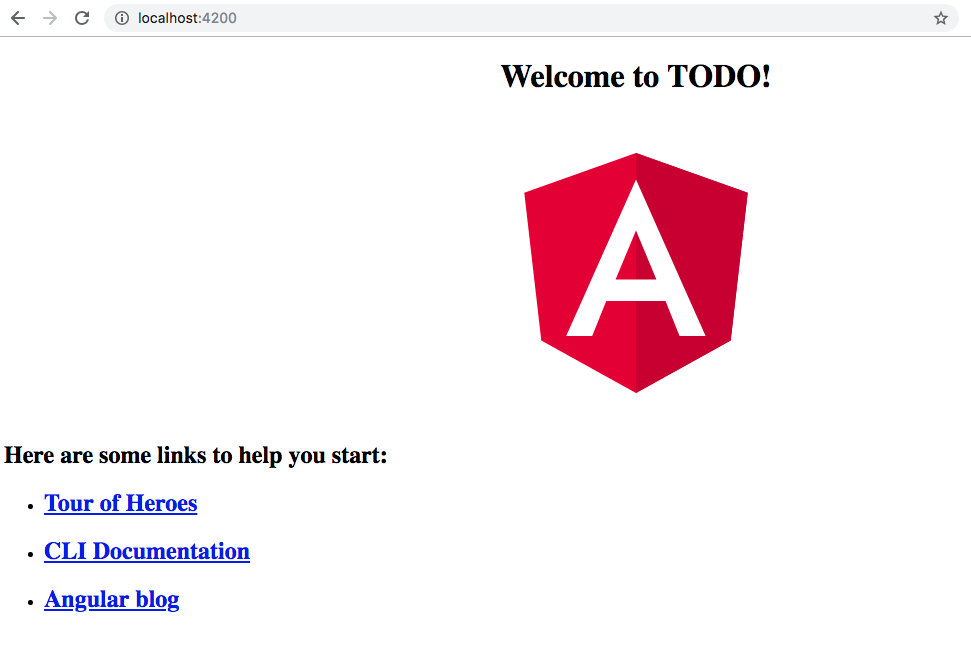 localhost:4200
Welcome to TODO!
A
Here are some links to help you start:
Tour of Heroes
CLI Documentation
Angular blog